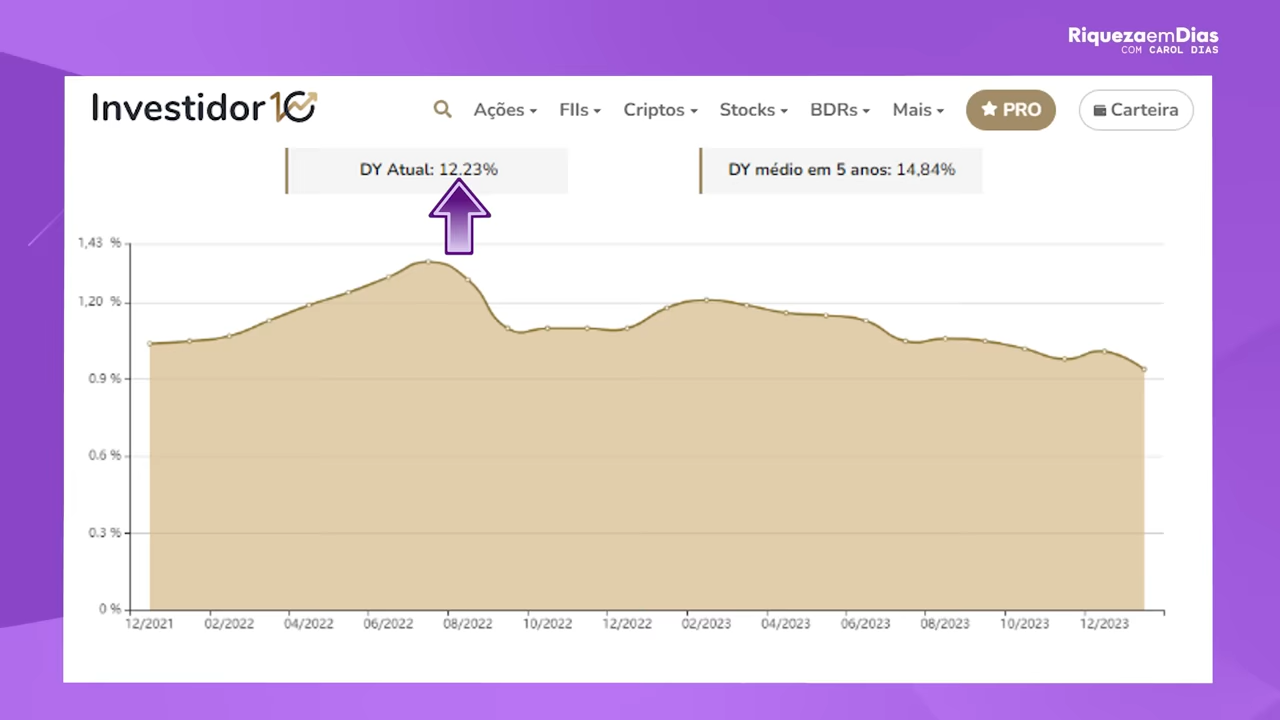 RiquezaemDias
COM CAROL DIAS
Investidor10
Ações
FIIs
Criptos
Stocks
BDRs
Mais
PRO
Carteira
DY Atual: 12.23%
DY médio em 5 anos: 14,84%
1,43 %
1,20 %
0.9 %
0.6 %
0.3 %
0 %
12/2021
02/2022
04/2022
06/2022
08/2022
10/2022
12/2022
02/2023
04/2023
06/2023
08/2023
10/2023
12/2023